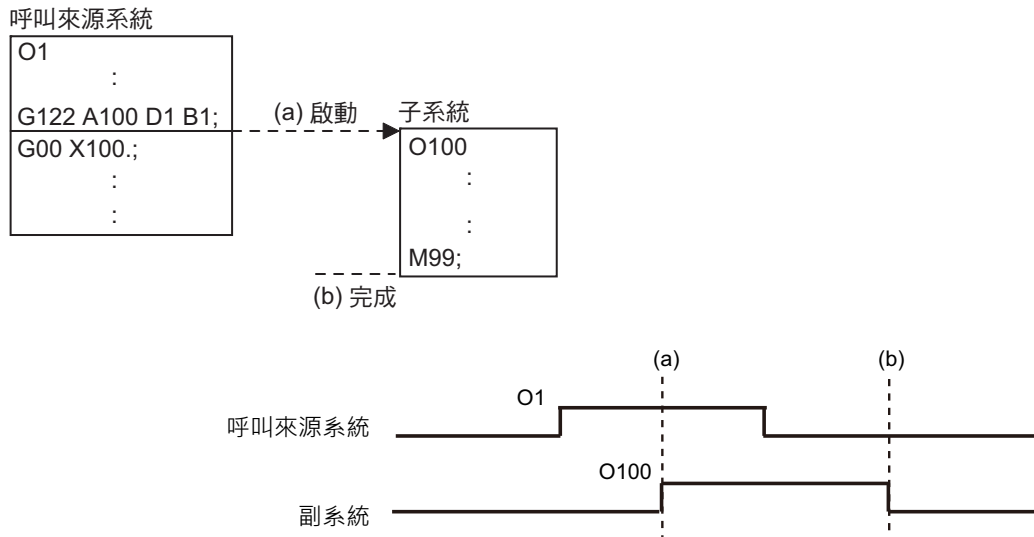 呼叫來源系統
O1
:
G122 A100 D1 B1;
G00 X100.;
:
:
(a) 啟動
子系統
O100
:
:
M99;
(b) 完成
(a)
(b)
O1
呼叫來源系統
O100
副系統